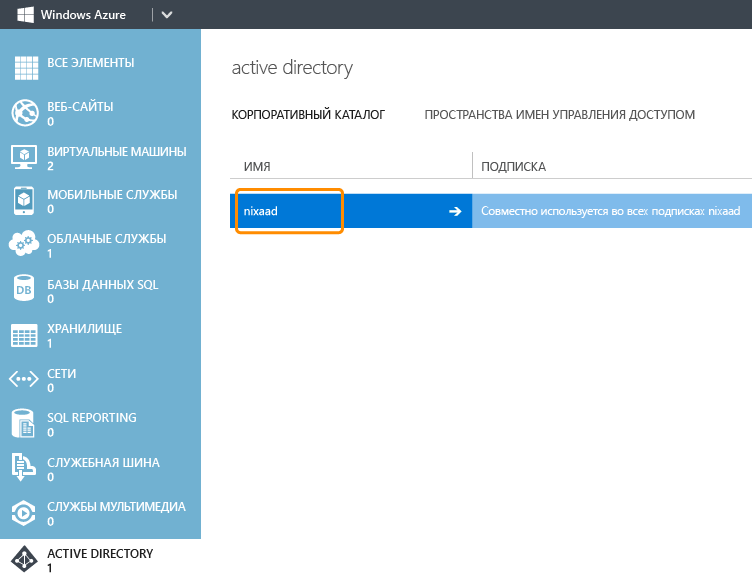 Windows Azure
ВСЕ ЭЛЕМЕНТЫ
ВЕБ-САЙТЫ
0
ВИРТУАЛЬНЫЕ МАШИНЫ
2
МОБИЛЬНЫЕ СЛУЖБЫ
0
ОБЛАЧНЫЕ СЛУЖБЫ
1
DB
БАЗЫ ДАННЫХ SQL
0
ХРАНИЛИЩЕ
1
СЕТИ
0
SQL REPORTING
0
СЛУЖЕБНАЯ ШИНА
0
СЛУЖБЫ МУЛЬТИМЕДИА
0
ACTIVE DIRECTORY
1
active directory
КОРПОРАТИВНЫЙ КАТАЛОГ ПРОСТРАНСТВА ИМЕН УПРАВЛЕНИЯ ДОСТУПОМ
ИМЯ ПОДПИСКА
nixaad Совместно используется во всех подписках nixaad